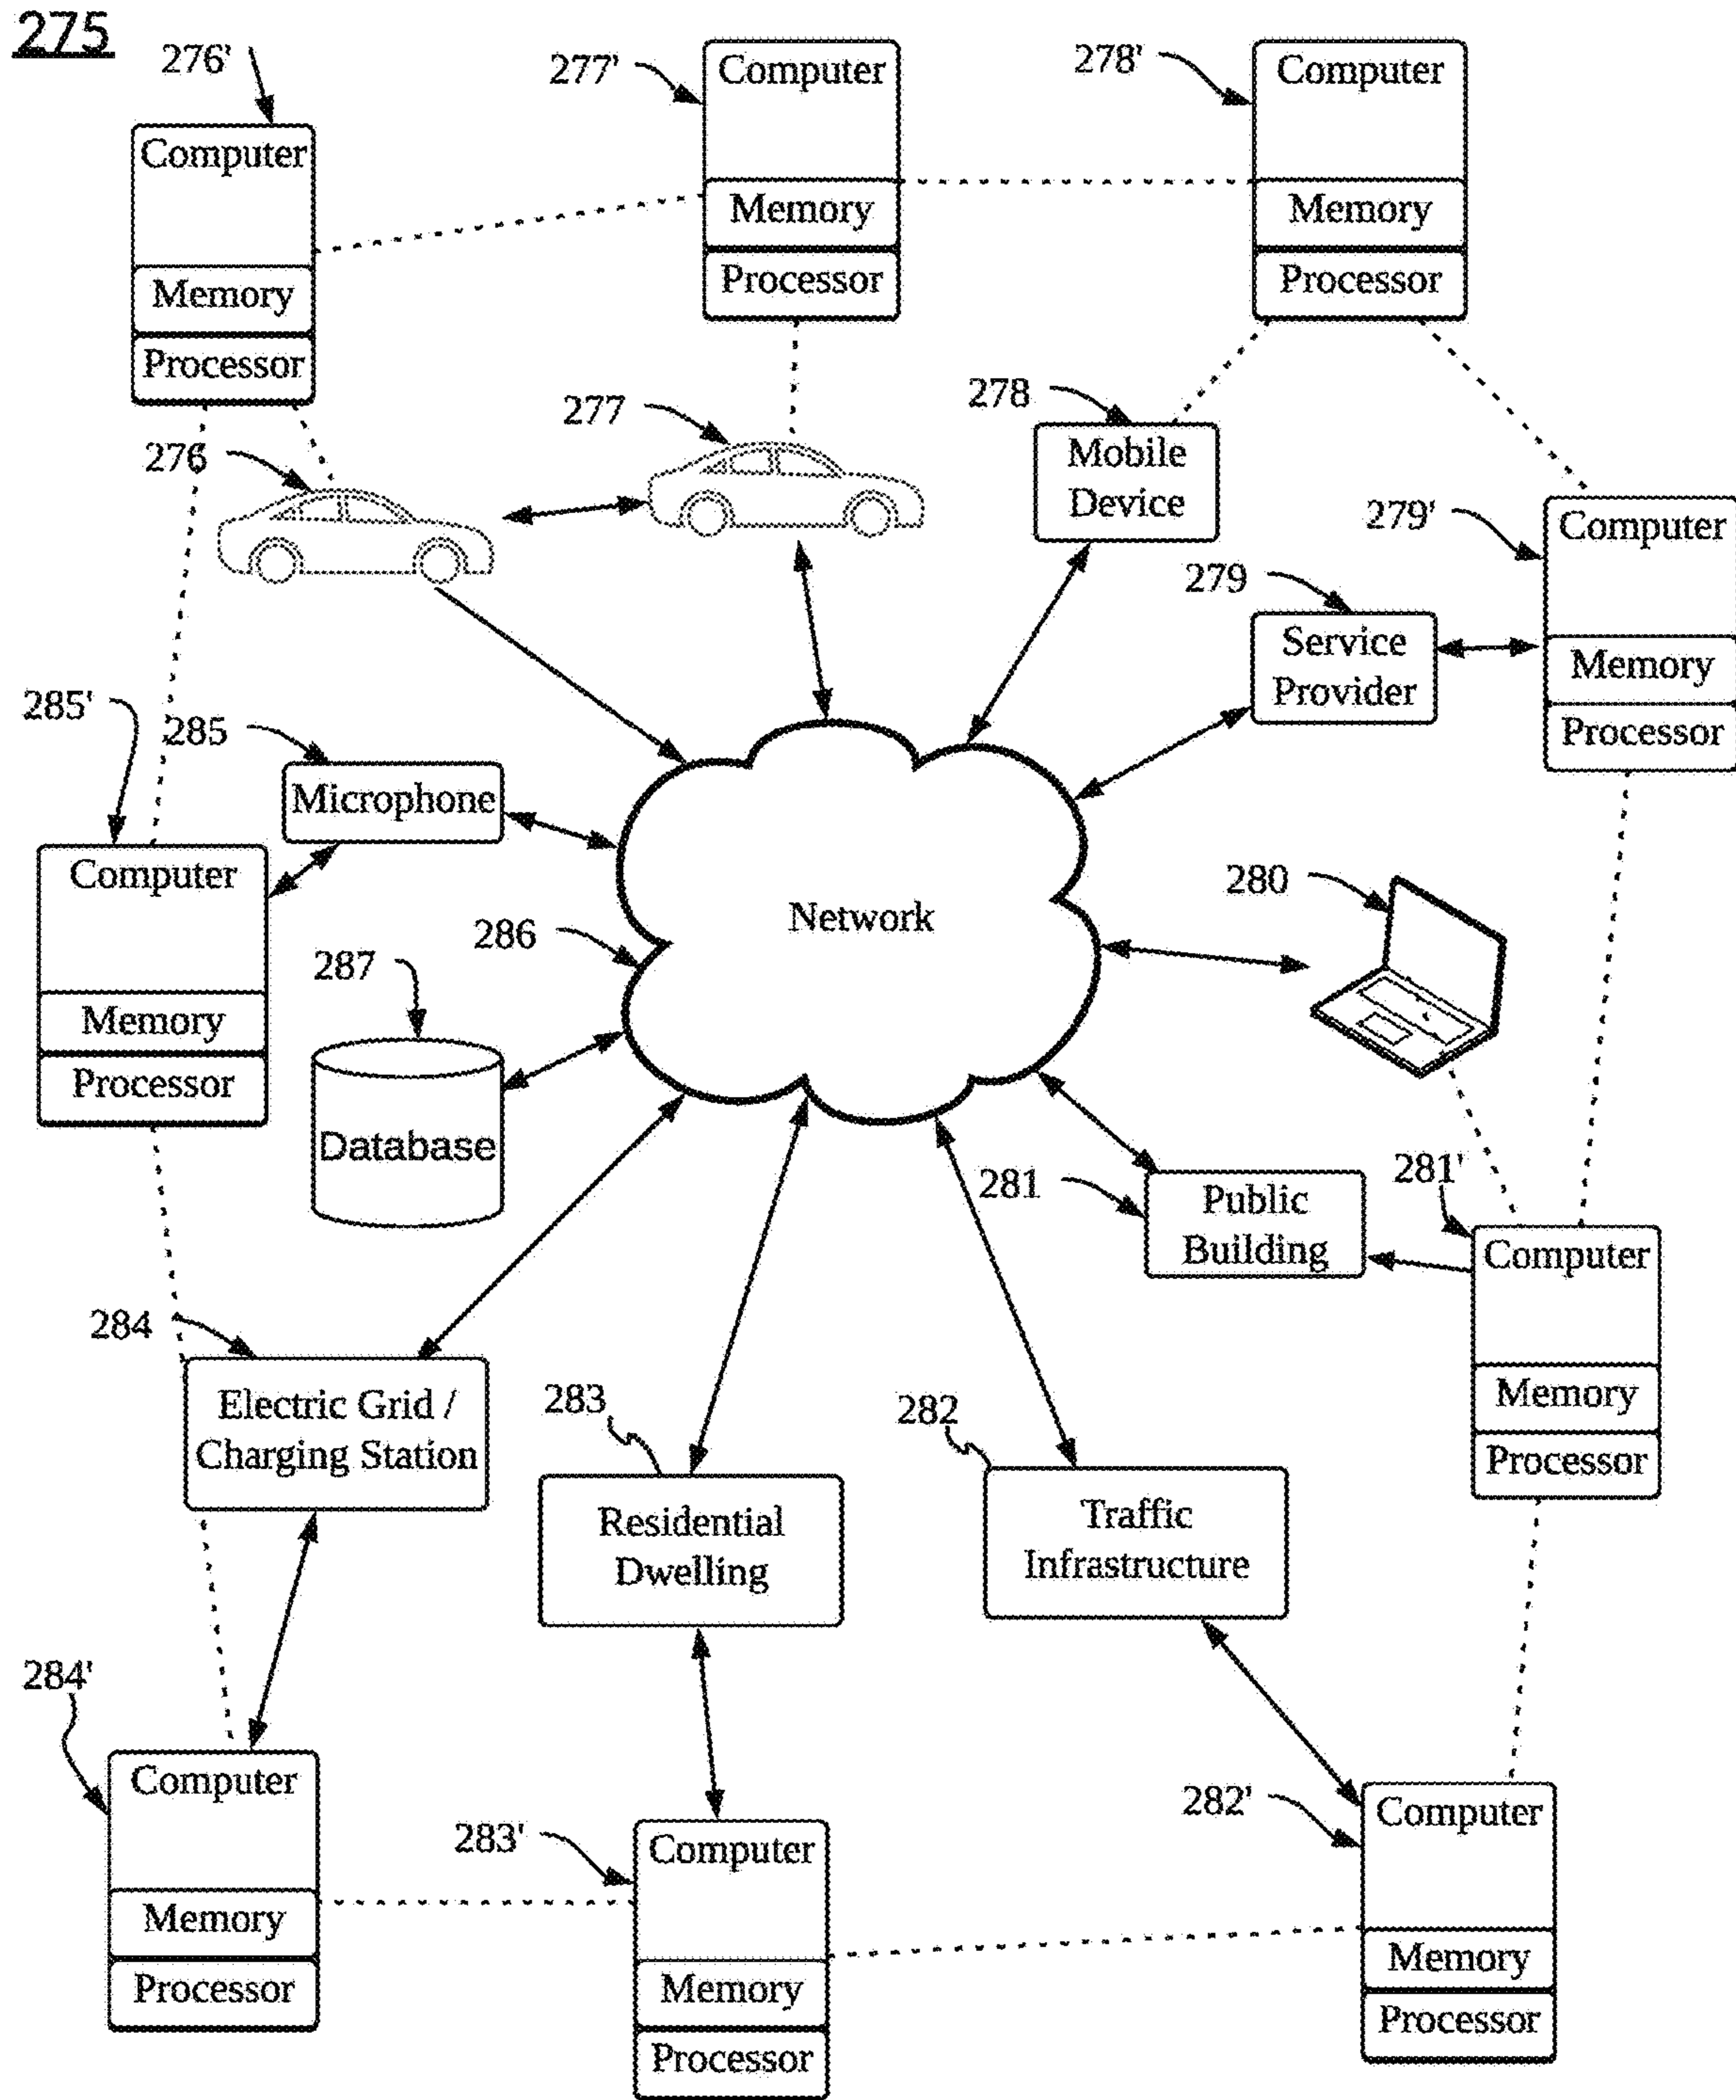 275
276'
277'
278'
Computer
Memory
Processor
Computer
Memory
Processor
Computer
Memory
Processor
276
277
278
Mobile
Device
279'
Computer
Memory
Processor
279
Service
Provider
285'
285
Microphone
Computer
Memory
Processor
286
Network
280
287
Database
281
Public
Building
281'
Computer
Memory
Processor
284
Electric Grid /
Charging Station
283
Residential
Dwelling
282
Traffic
Infrastructure
284'
Computer
Memory
Processor
283'
Computer
Memory
Processor
282'
Computer
Memory
Processor